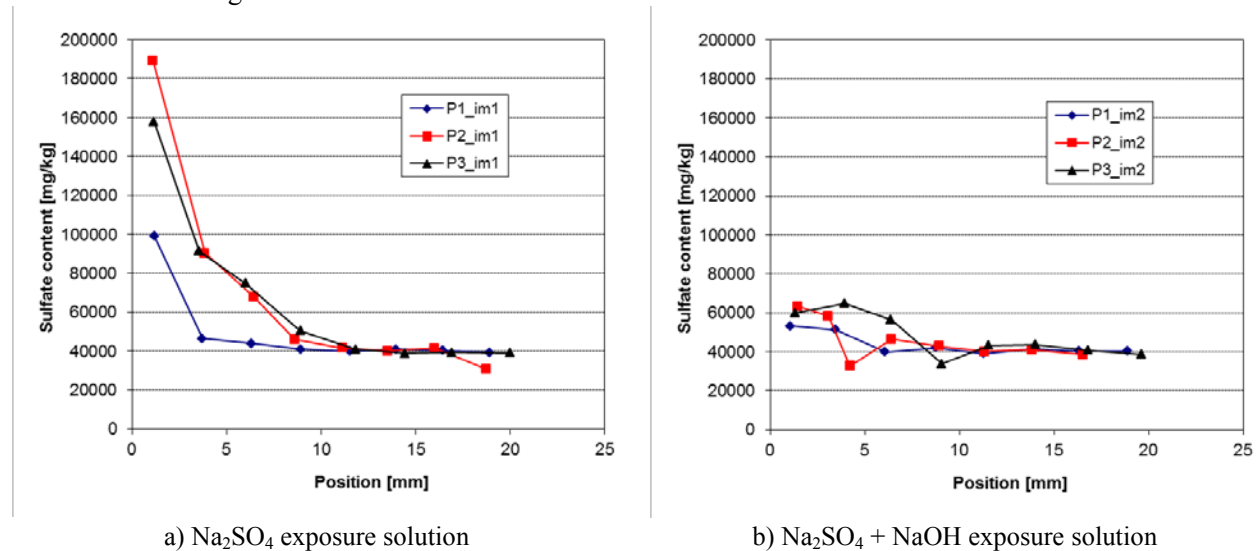 200000
180000
160000
140000
120000
100000
80000
60000
40000
20000
0
Sulfate content [mg/kg]
P1_im1
P2_im1
P3_im1
0 5 10 15 20 25
Position [mm]
a) Na₂SO₄ exposure solution
200000
180000
160000
140000
120000
100000
80000
60000
40000
20000
0
Sulfate content [mg/kg]
P1_im2
P2_im2
P3_im2
0 5 10 15 20 25
Position [mm]
b) Na₂SO₄ + NaOH exposure solution